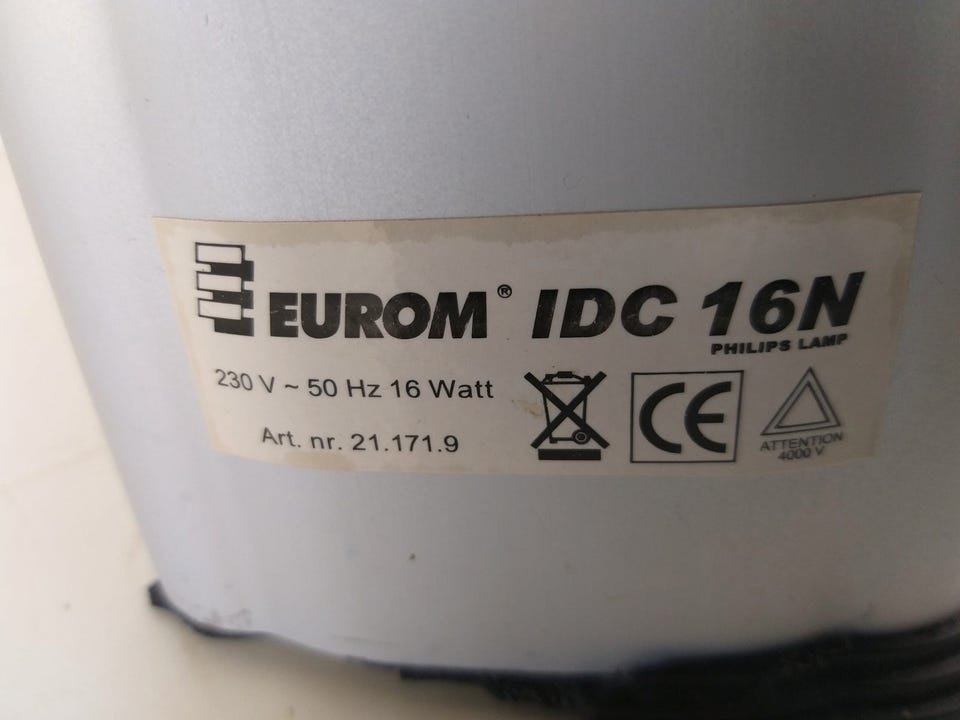 EUROM® IDC 16N
PHILIPS LAMP
230 V ~ 50 Hz 16 Watt
Art. nr. 21.171.9
CE
ATTENTION
4000 V